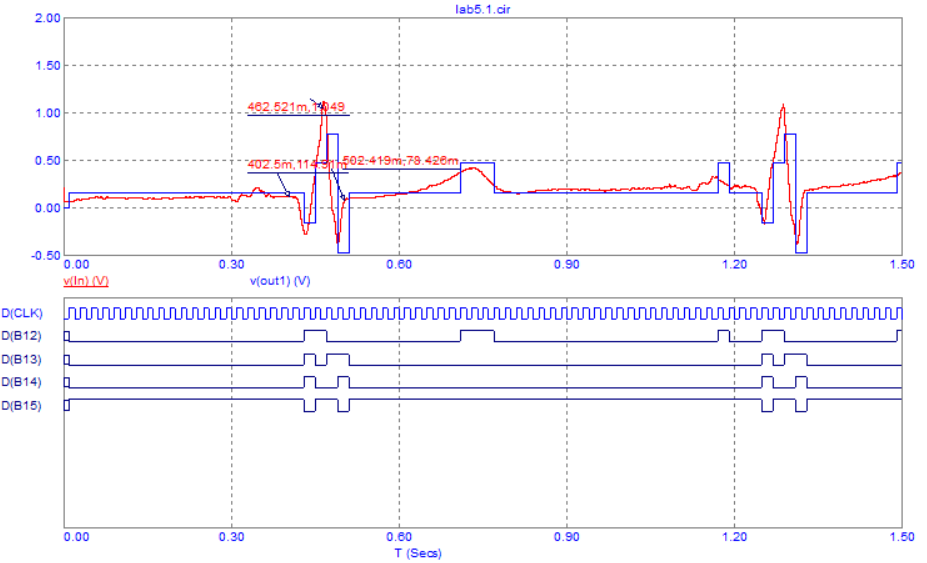 lab5.1.cir
2.00
1.50
1.00
0.50
0.00
-0.50
462.521m,1.049
402.5m,114.91m
502.419m,78.426m
0.00 0.30 0.60 0.90 1.20 1.50
v(In) (V) v(out1) (V)
D(CLK)
D(B12)
D(B13)
D(B14)
D(B15)
0.00 0.30 0.60 0.90 1.20 1.50
T (Secs)